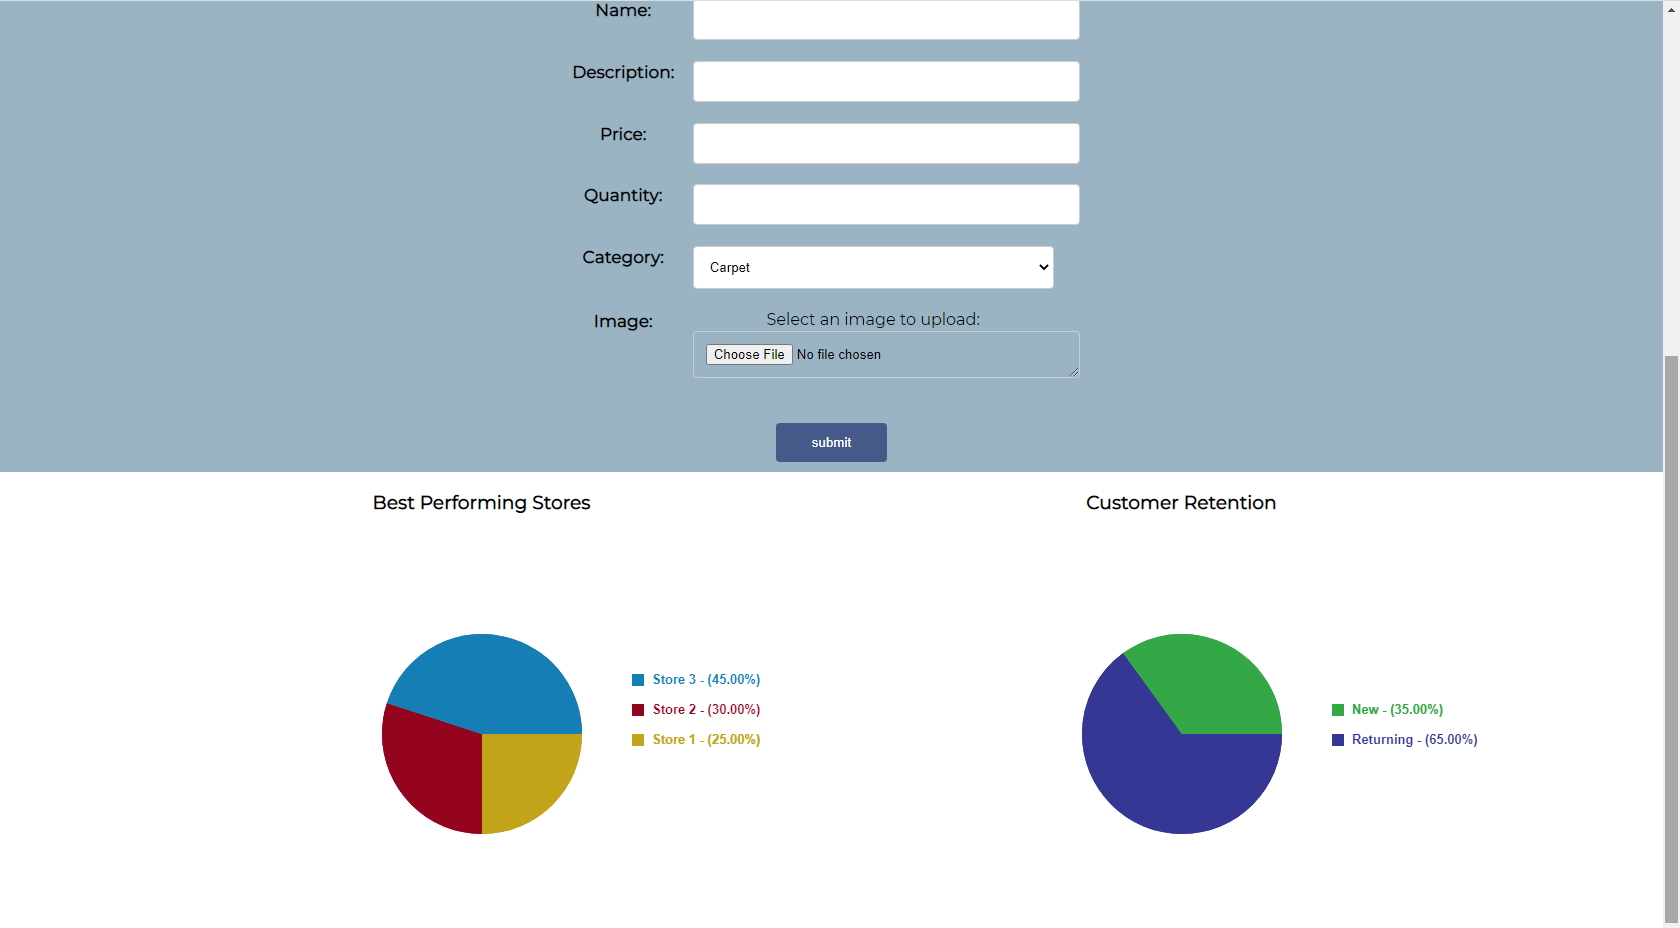 Name:
Description:
Price:
Quantity:
Category:
Carpet
Image:
Select an image to upload:
Choose File No file chosen
submit
Best Performing Stores
Customer Retention
Store 3 - (45.00%)
Store 2 - (30.00%)
Store 1 - (25.00%)
New - (35.00%)
Returning - (65.00%)